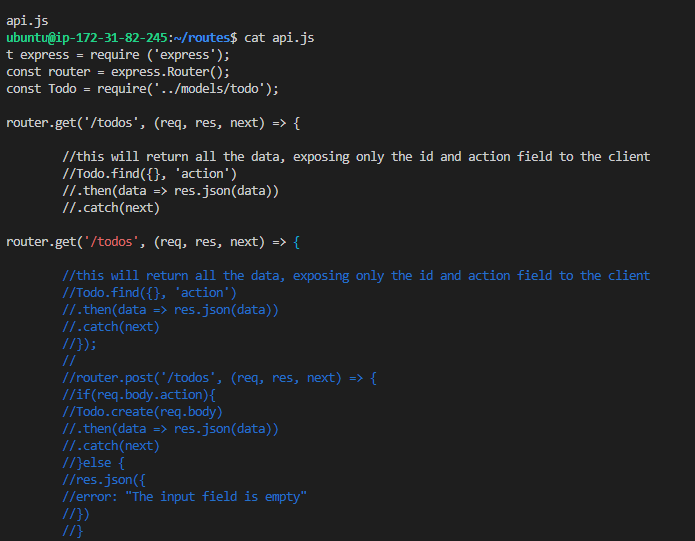 api.js
ubuntu@ip-172-31-82-245:~/routes$ cat api.js
t express = require ('express');
const router = express.Router();
const Todo = require('../models/todo');
router.get('/todos', (req, res, next) => {
//this will return all the data, exposing only the id and action field to the client
//Todo.find({}, 'action')
//.then(data => res.json(data))
//.catch(next)
router.get('/todos', (req, res, next) => {
//this will return all the data, exposing only the id and action field to the client
//Todo.find({}, 'action')
//.then(data => res.json(data))
//.catch(next)
//});
//
//router.post('/todos', (req, res, next) => {
//if(req.body.action){
//Todo.create(req.body)
//.then(data => res.json(data))
//.catch(next)
//}else {
//res.json({
//error: "The input field is empty"
//})
//}